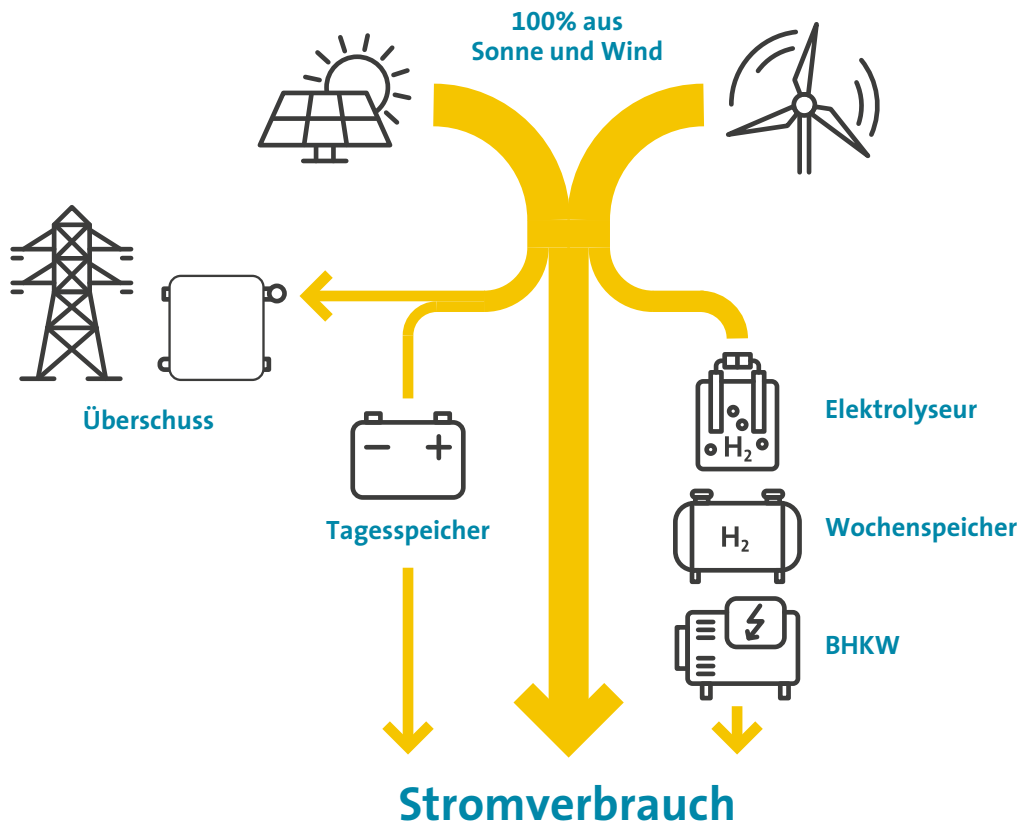 100% aus
Sonne und Wind
Überschuss
− +
Tagesspeicher
H₂
Elektrolyseur
H₂
Wochenspeicher
BHKW
Stromverbrauch